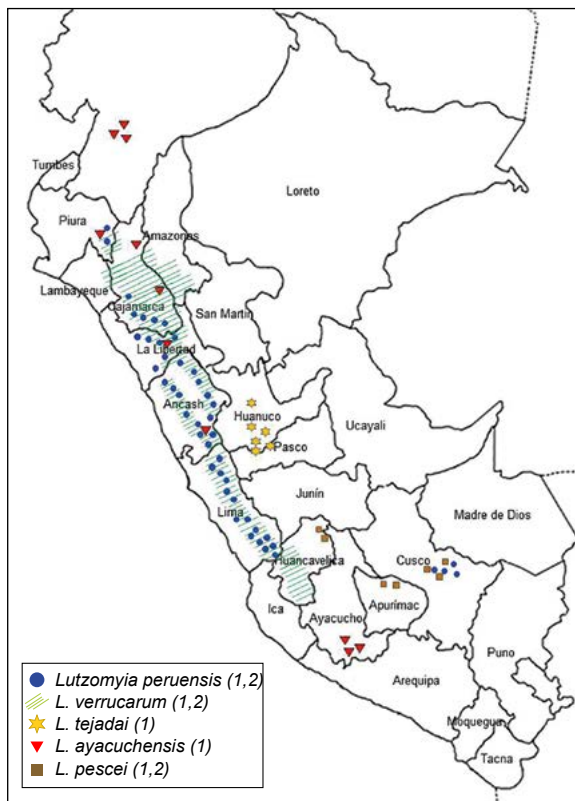 Tumbes
Loreto
Piura
Amazonas
Lambayeque
Cajamarca
San Martin
La Libertad
Ancash
Huanuco
Ucayali
Pasco
Junín
Lima
Madre de Dios
Huancavelica
Cusco
Ica
Ayacucho
Apurimac
Puno
Arequipa
Moquegua
Tacna
Lutzomyia peruensis (1,2)
L. verrucarum (1,2)
L. tejadai (1)
L. ayacuchensis (1)
L. pescei (1,2)